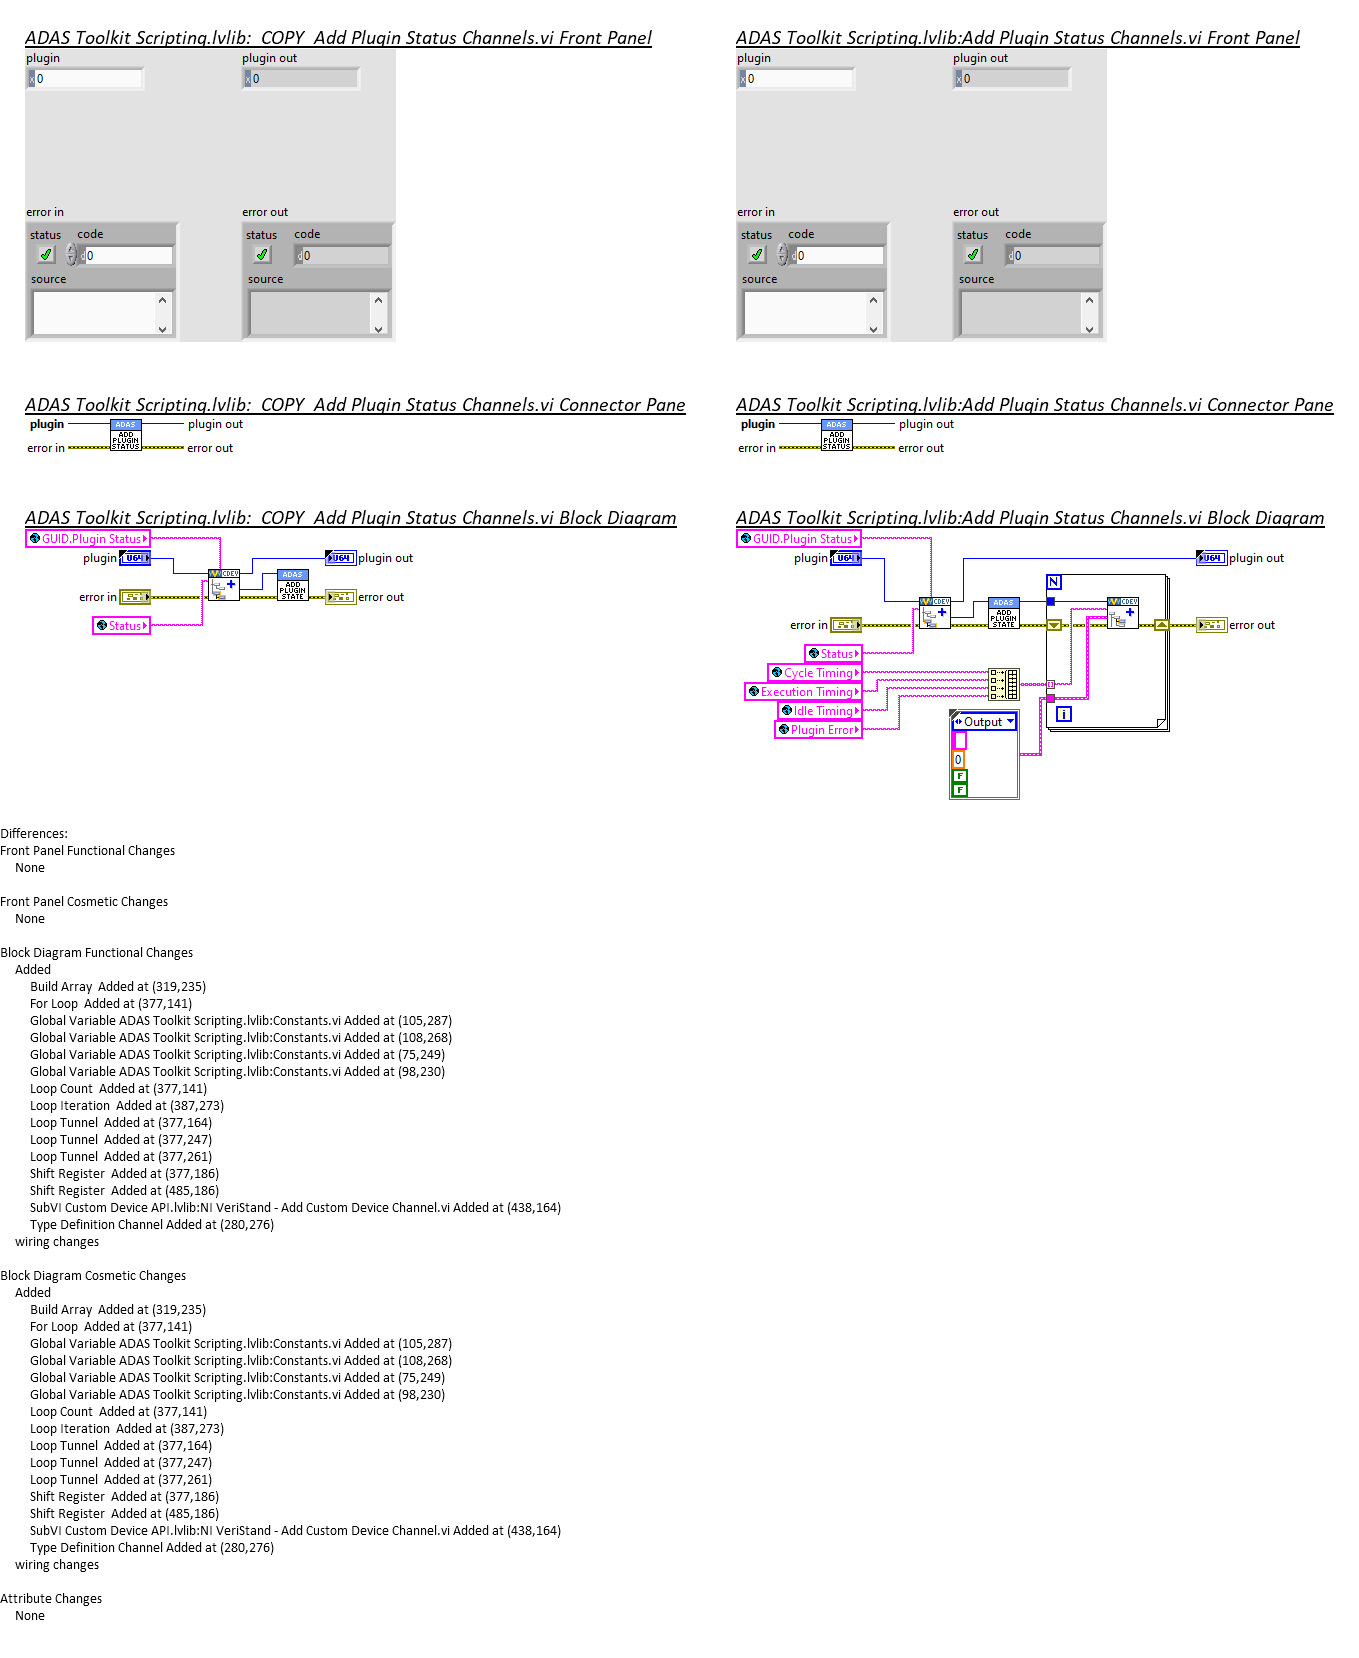 ADAS Toolkit Scripting.lvlib:  COPY  Add Plugin Status Channels.vi Front Panel
plugin
x 0
plugin out
x 0
error in
status
code
d 0
source
error out
status
code
d 0
source
ADAS Toolkit Scripting.lvlib:Add Plugin Status Channels.vi Front Panel
plugin
x 0
plugin out
x 0
error in
status
code
d 0
source
error out
status
code
d 0
source
ADAS Toolkit Scripting.lvlib:  COPY  Add Plugin Status Channels.vi Connector Pane
plugin
error in
ADAS
ADD
PLUGIN
STATUS
plugin out
error out
ADAS Toolkit Scripting.lvlib:Add Plugin Status Channels.vi Connector Pane
plugin
error in
ADAS
ADD
PLUGIN
STATUS
plugin out
error out
ADAS Toolkit Scripting.lvlib:  COPY  Add Plugin Status Channels.vi Block Diagram
GUID.Plugin Status
plugin
U64
error in
Status
CDEV
ADAS
ADD
PLUGIN
STATE
U64
plugin out
error out
ADAS Toolkit Scripting.lvlib:Add Plugin Status Channels.vi Block Diagram
GUID.Plugin Status
plugin
U64
error in
Status
Cycle Timing
Execution Timing
Idle Timing
Plugin Error
CDEV
ADAS
ADD
PLUGIN
STATE
Output
0
F
F
N
CDEV
i
U64
plugin out
error out
Differences:
Front Panel Functional Changes
None
Front Panel Cosmetic Changes
None
Block Diagram Functional Changes
Added
Build Array  Added at (319,235)
For Loop  Added at (377,141)
Global Variable ADAS Toolkit Scripting.lvlib:Constants.vi Added at (105,287)
Global Variable ADAS Toolkit Scripting.lvlib:Constants.vi Added at (108,268)
Global Variable ADAS Toolkit Scripting.lvlib:Constants.vi Added at (75,249)
Global Variable ADAS Toolkit Scripting.lvlib:Constants.vi Added at (98,230)
Loop Count  Added at (377,141)
Loop Iteration  Added at (387,273)
Loop Tunnel  Added at (377,164)
Loop Tunnel  Added at (377,247)
Loop Tunnel  Added at (377,261)
Shift Register  Added at (377,186)
Shift Register  Added at (485,186)
SubVI Custom Device API.lvlib:NI VeriStand - Add Custom Device Channel.vi Added at (438,164)
Type Definition Channel Added at (280,276)
wiring changes
Block Diagram Cosmetic Changes
Added
Build Array  Added at (319,235)
For Loop  Added at (377,141)
Global Variable ADAS Toolkit Scripting.lvlib:Constants.vi Added at (105,287)
Global Variable ADAS Toolkit Scripting.lvlib:Constants.vi Added at (108,268)
Global Variable ADAS Toolkit Scripting.lvlib:Constants.vi Added at (75,249)
Global Variable ADAS Toolkit Scripting.lvlib:Constants.vi Added at (98,230)
Loop Count  Added at (377,141)
Loop Iteration  Added at (387,273)
Loop Tunnel  Added at (377,164)
Loop Tunnel  Added at (377,247)
Loop Tunnel  Added at (377,261)
Shift Register  Added at (377,186)
Shift Register  Added at (485,186)
SubVI Custom Device API.lvlib:NI VeriStand - Add Custom Device Channel.vi Added at (438,164)
Type Definition Channel Added at (280,276)
wiring changes
Attribute Changes
None